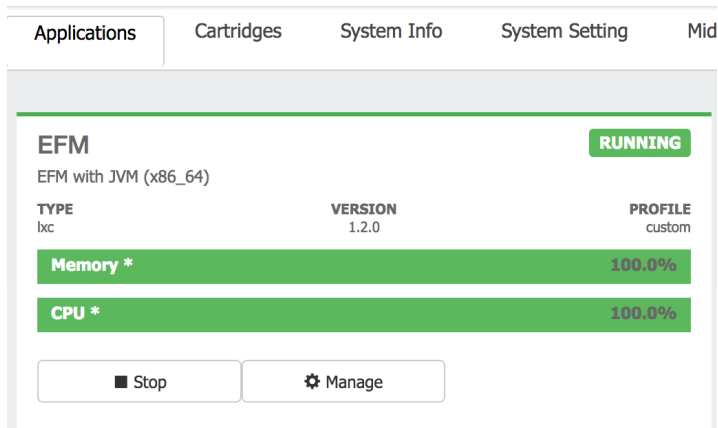 Applications Cartridges System Info System Setting Mid
EFM RUNNING
EFM with JVM (x86_64)
TYPE VERSION PROFILE
lxc 1.2.0 custom
Memory * 100.0%
CPU * 100.0%
Stop Manage